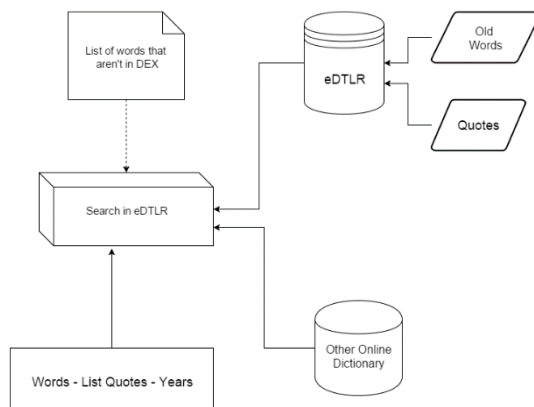 List of words that
aren't in DEX
eDTLR
Old
Words
Quotes
Search in eDTLR
Other Online
Dictionary
Words - List Quotes - Years